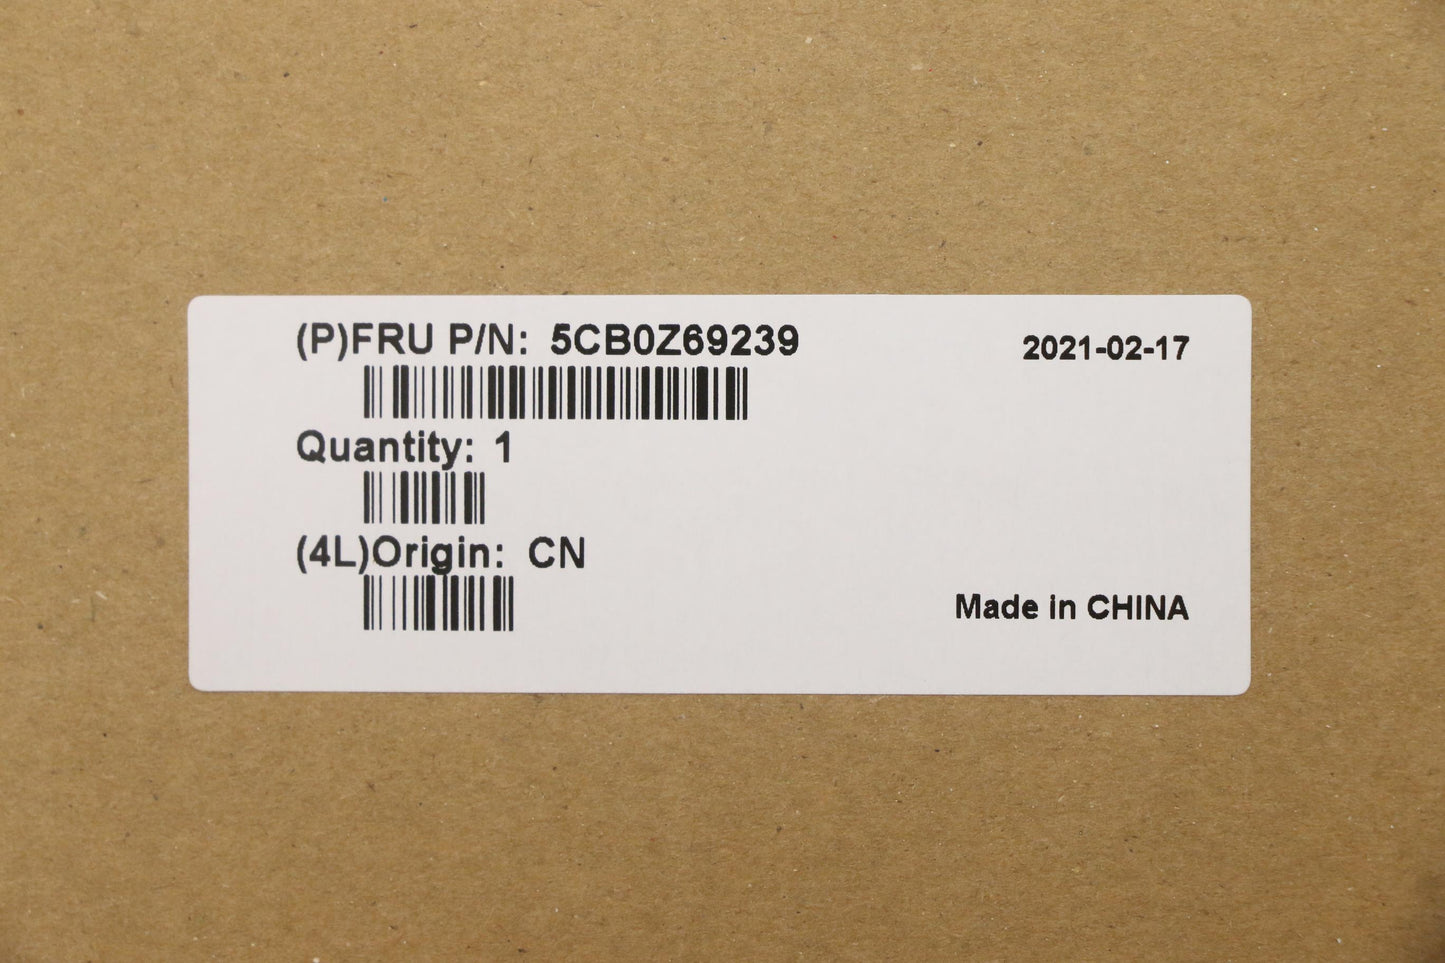 (P)FRU P/N: 5CB0Z69239
2021-02-17
Quantity: 1
(4L)Origin: CN
Made in CHINA